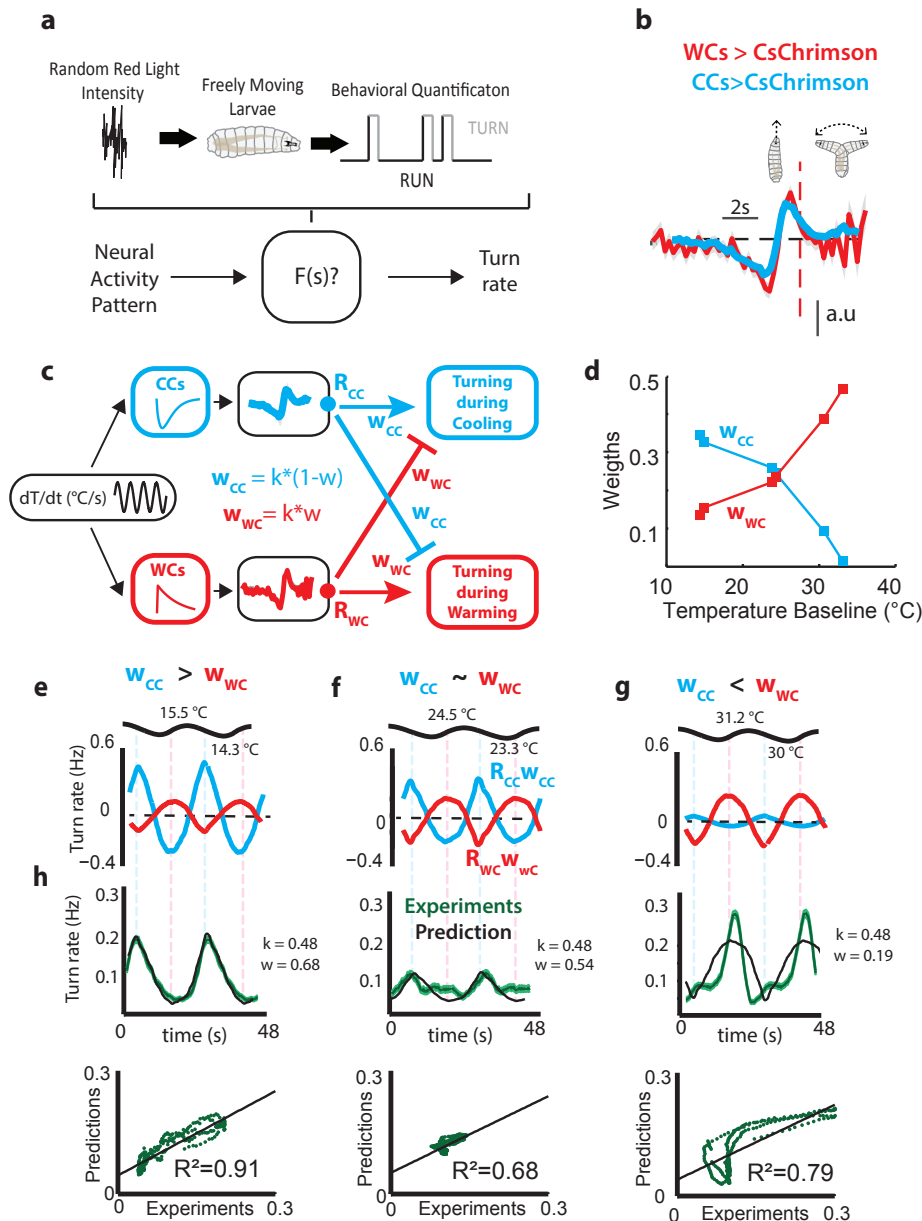 a
Random Red Light
Intensity
Freely Moving
Larvae
Behavioral Quantificaton
TURN
RUN
Neural
Activity
Pattern
F(s)?
Turn
rate
b
WCs > CsChrimson
CCs>CsChrimson
2s
a.u
c
CCs
R_CC
w_CC
Turning
during
Cooling
dT/dt (°C/s)
w_CC = k*(1-w)
w_WC = k*w
w_WC
w_CC
WCs
w_WC
R_WC
Turning
during
Warming
d
Weigths
0.5
0.3
0.1
w_CC
w_WC
10
20
30
40
Temperature Baseline (°C)
e
w_CC > w_WC
15.5 °C
14.3 °C
0.6
0
−0.4
Turn rate (Hz)
f
w_CC ~ w_WC
24.5 °C
23.3 °C
0.6
0
−0.4
R_CC w_CC
R_WC w_WC
g
w_CC < w_WC
31.2 °C
30 °C
0.6
0
−0.4
h
Turn rate (Hz)
0.3
0.2
0.1
k = 0.48
w = 0.68
0
48
time (s)
0.3
0.2
0.1
Experiments
Prediction
k = 0.48
w = 0.54
0
48
time (s)
0.3
0.2
0.1
k = 0.48
w = 0.19
0
48
time (s)
Predictions
0.3
0
R²=0.91
0
Experiments
0.3
Predictions
0.3
0
R²=0.68
0
Experiments
0.3
Predictions
0.3
0
R²=0.79
0
Experiments
0.3